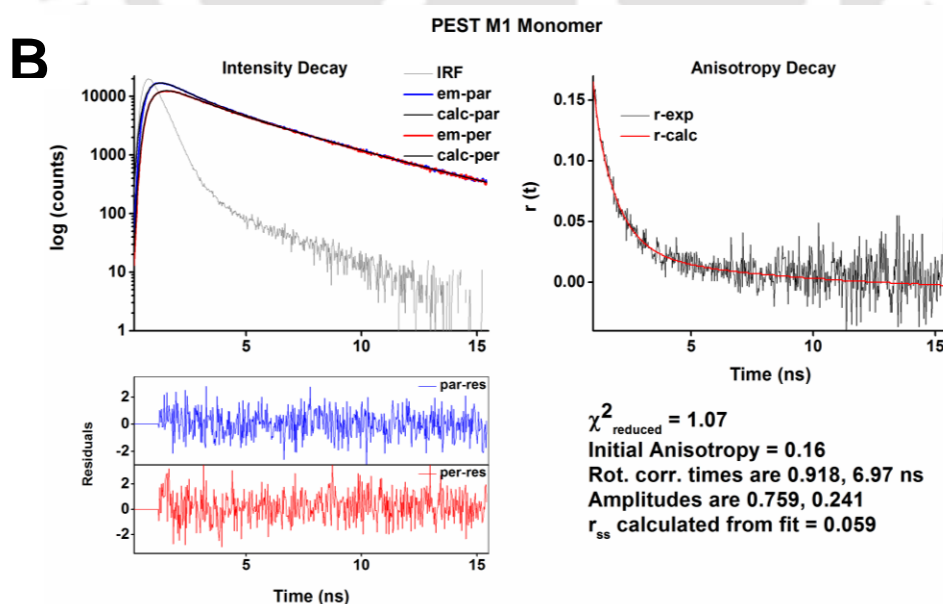 PEST M1 Monomer
B
Intensity Decay
IRF
em-par
calc-par
em-per
calc-per
log (counts)
10000
1000
100
10
1
5 10 15
Anisotropy Decay
r-exp
r-calc
r (t)
0.15
0.10
0.05
0.00
5 10 15
Time (ns)
par-res
per-res
Residuals
2
0
-2
2
0
-2
5 10 15
Time (ns)
χ²reduced = 1.07
Initial Anisotropy = 0.16
Rot. corr. times are 0.918, 6.97 ns
Amplitudes are 0.759, 0.241
rss calculated from fit = 0.059